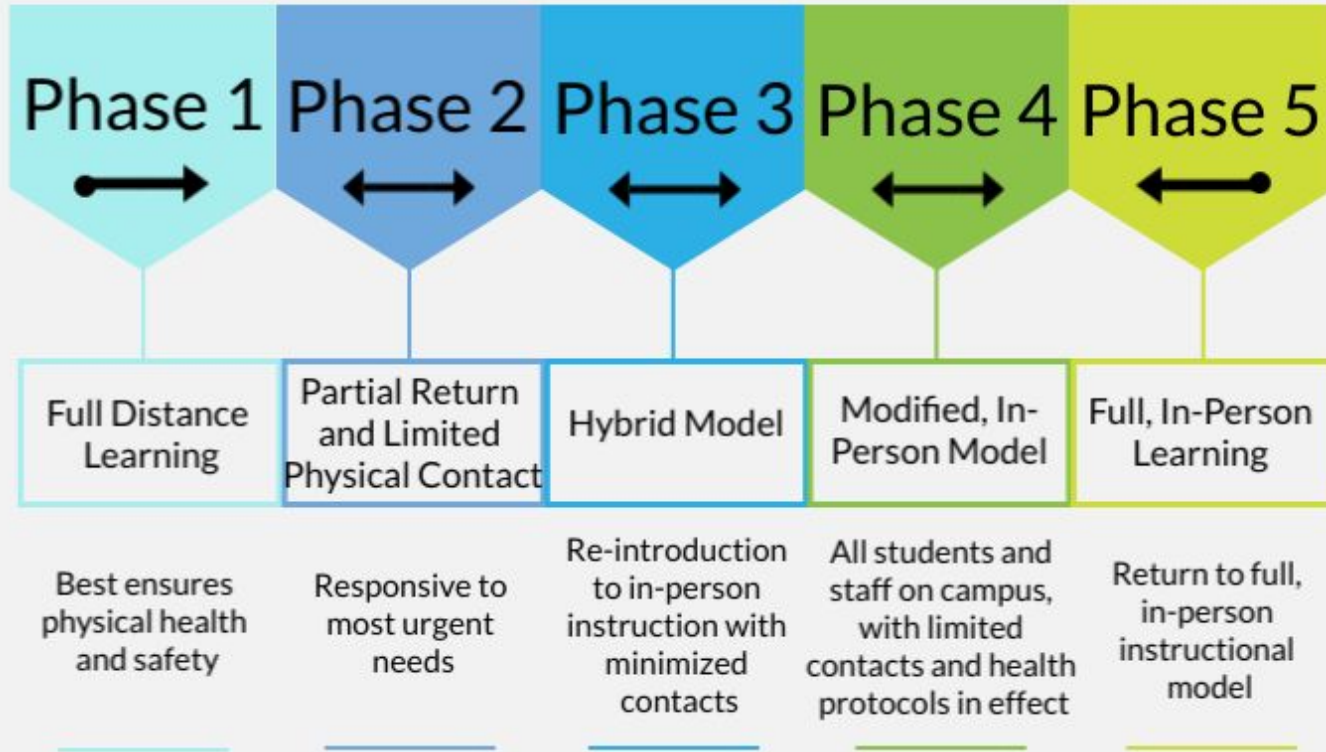 Phase 1
Phase 2
Phase 3
Phase 4
Phase 5
Full Distance
Learning
Partial Return
and Limited
Physical Contact
Hybrid Model
Modified, In-
Person Model
Full, In-Person
Learning
Best ensures
physical health
and safety
Responsive to
most urgent
needs
Re-introduction
to in-person
instruction with
minimized
contacts
All students and
staff on campus,
with limited
contacts and health
protocols in effect
Return to full,
in-person
instructional
model